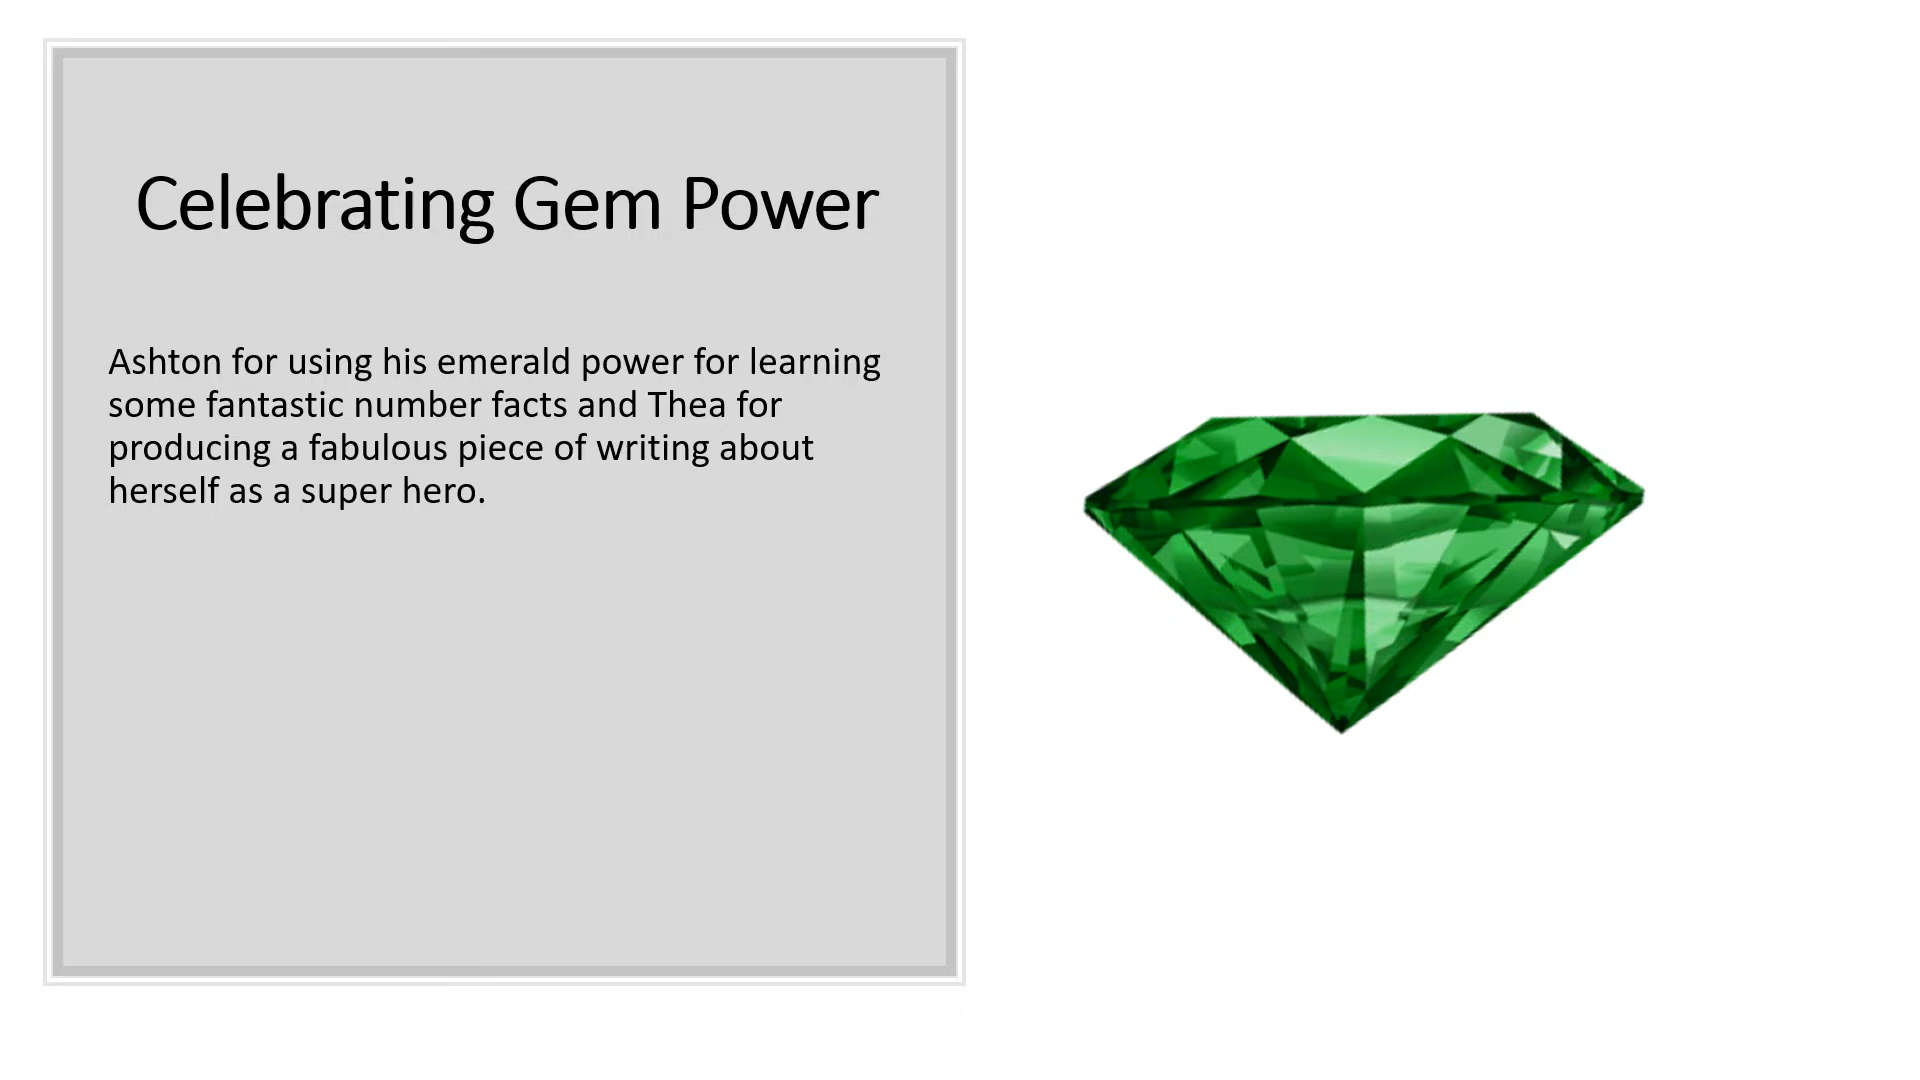 Celebrating Gem Power
Ashton for using his emerald power for learning
some fantastic number facts and Thea for
producing a fabulous piece of writing about
herself as a super hero.